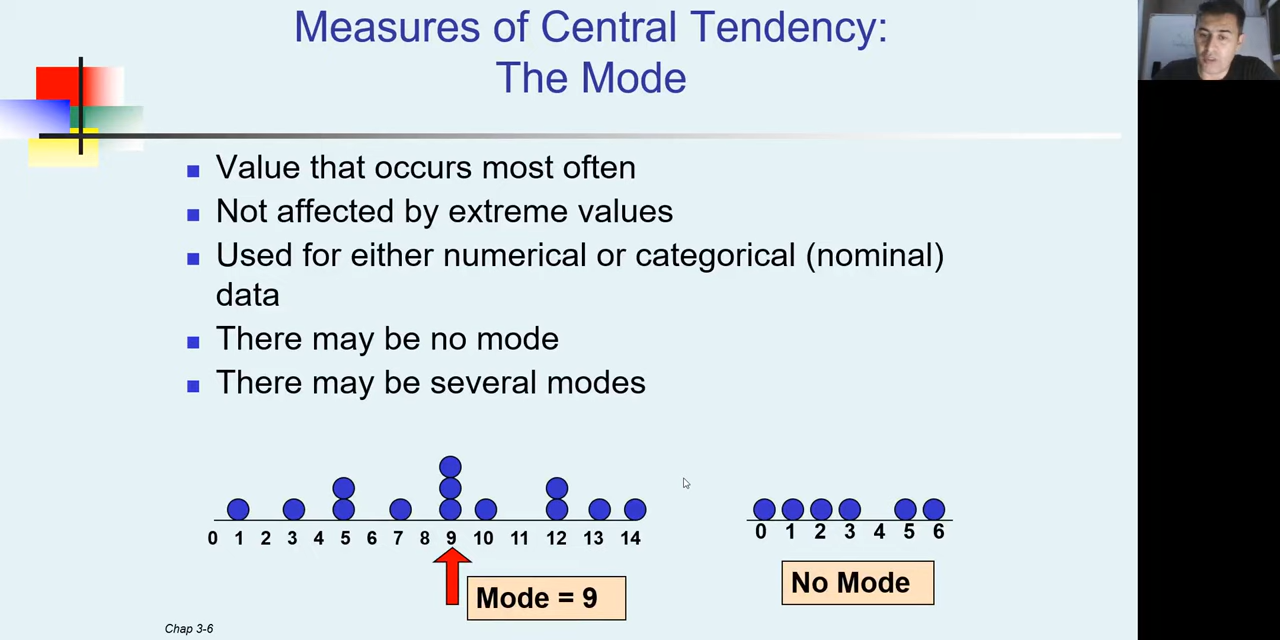 Measures of Central Tendency:
The Mode
Value that occurs most often
Not affected by extreme values
Used for either numerical or categorical (nominal)
data
There may be no mode
There may be several modes
0 1 2 3 4 5 6 7 8 9 10 11 12 13 14
Mode = 9
0 1 2 3 4 5 6
No Mode
Chap 3-6